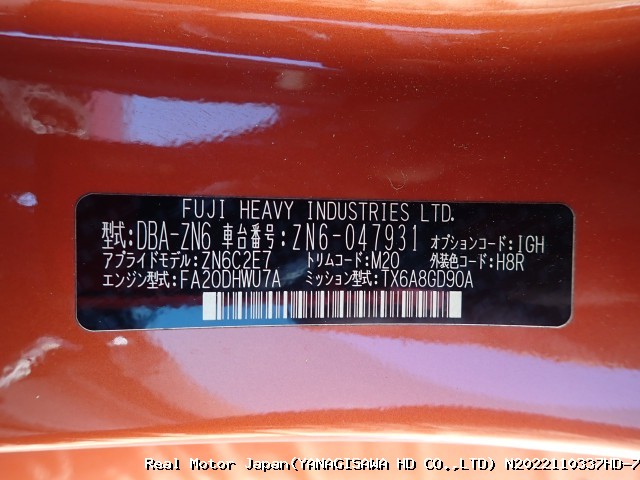 FUJI HEAVY INDUSTRIES LTD.
型式:DBA-ZN6 車台番号:ZN6-047931 オプションコード:IGH
アプライドモデル:ZN6C2E7 トリムコード:M20 外装色コード:H8R
エンジン型式:FA20DHWU7A ミッション型式:TX6A8GD90A
Real Motor Japan(YANAGISAWA HD CO.,LTD) N2022110337HD-7